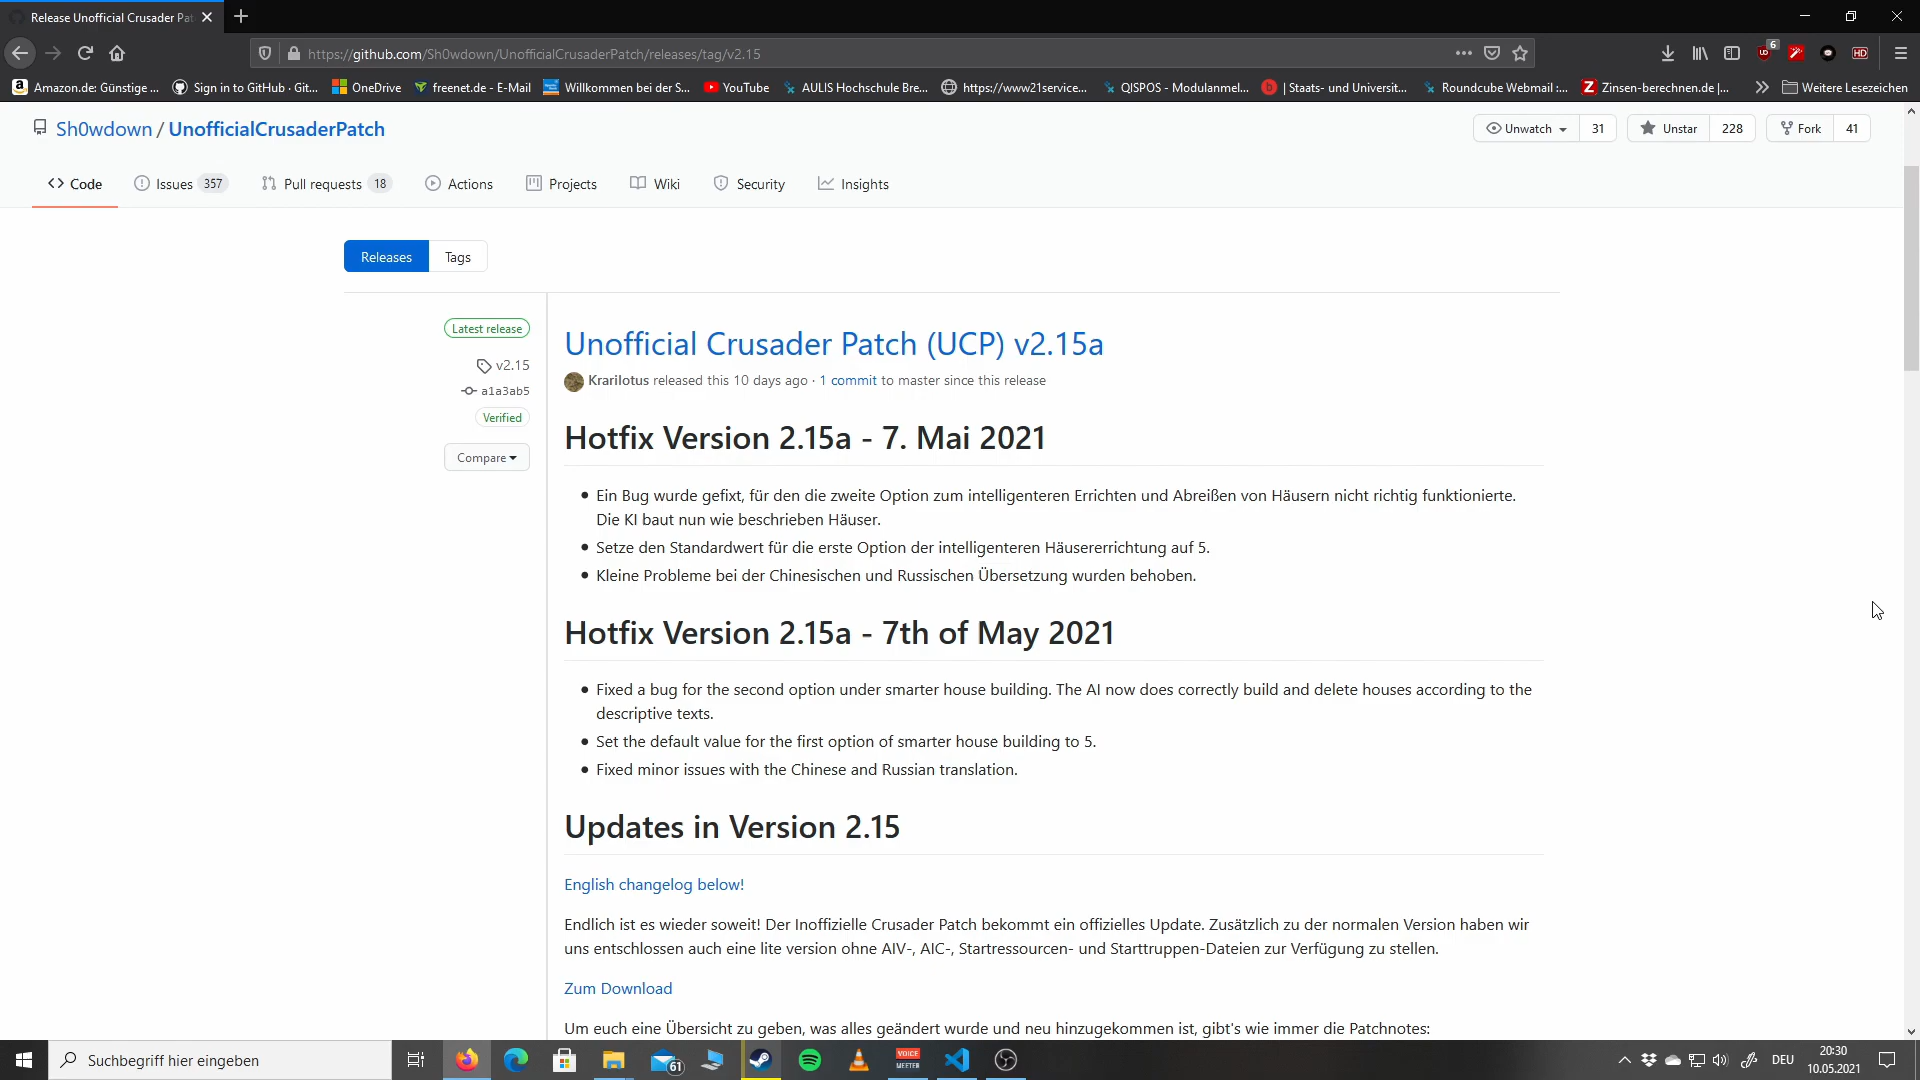 Release Unofficial Crusader Pat
https://github.com/Sh0wdown/UnofficialCrusaderPatch/releases/tag/v2.15
6
HD
Amazon.de: Günstige ...
Sign in to GitHub · Git...
OneDrive
freenet.de - E-Mail
Willkommen bei der S...
YouTube
AULIS Hochschule Bre...
https://www21service...
QISPOS - Modulanmel...
| Staats- und Universit...
Roundcube Webmail :...
Zinsen-berechnen.de |...
Weitere Lesezeichen
Sh0wdown / UnofficialCrusaderPatch
Unwatch 31
Unstar 228
Fork 41
Code
Issues 357
Pull requests 18
Actions
Projects
Wiki
Security
Insights
Releases
Tags
Latest release
v2.15
a1a3ab5
Verified
Compare
Unofficial Crusader Patch (UCP) v2.15a
Krarilotus released this 10 days ago · 1 commit to master since this release
Hotfix Version 2.15a - 7. Mai 2021
Ein Bug wurde gefixt, für den die zweite Option zum intelligenteren Errichten und Abreißen von Häusern nicht richtig funktionierte.
Die KI baut nun wie beschrieben Häuser.
Setze den Standardwert für die erste Option der intelligenteren Häusererrichtung auf 5.
Kleine Probleme bei der Chinesischen und Russischen Übersetzung wurden behoben.
Hotfix Version 2.15a - 7th of May 2021
Fixed a bug for the second option under smarter house building. The AI now does correctly build and delete houses according to the
descriptive texts.
Set the default value for the first option of smarter house building to 5.
Fixed minor issues with the Chinese and Russian translation.
Updates in Version 2.15
English changelog below!
Endlich ist es wieder soweit! Der Inoffizielle Crusader Patch bekommt ein offizielles Update. Zusätzlich zu der normalen Version haben wir
uns entschlossen auch eine lite version ohne AIV-, AIC-, Startressourcen- und Starttruppen-Dateien zur Verfügung zu stellen.
Zum Download
Um euch eine Übersicht zu geben, was alles geändert wurde und neu hinzugekommen ist, gibt's wie immer die Patchnotes:
Suchbegriff hier eingeben
61
VOICE
MEETER
DEU
20:30
10.05.2021